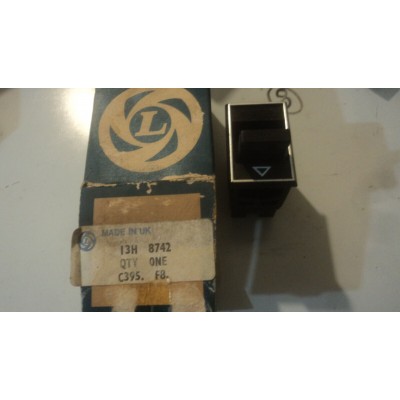 L
MADE IN UK
13H 8742
QTY ONE
C395. F8.